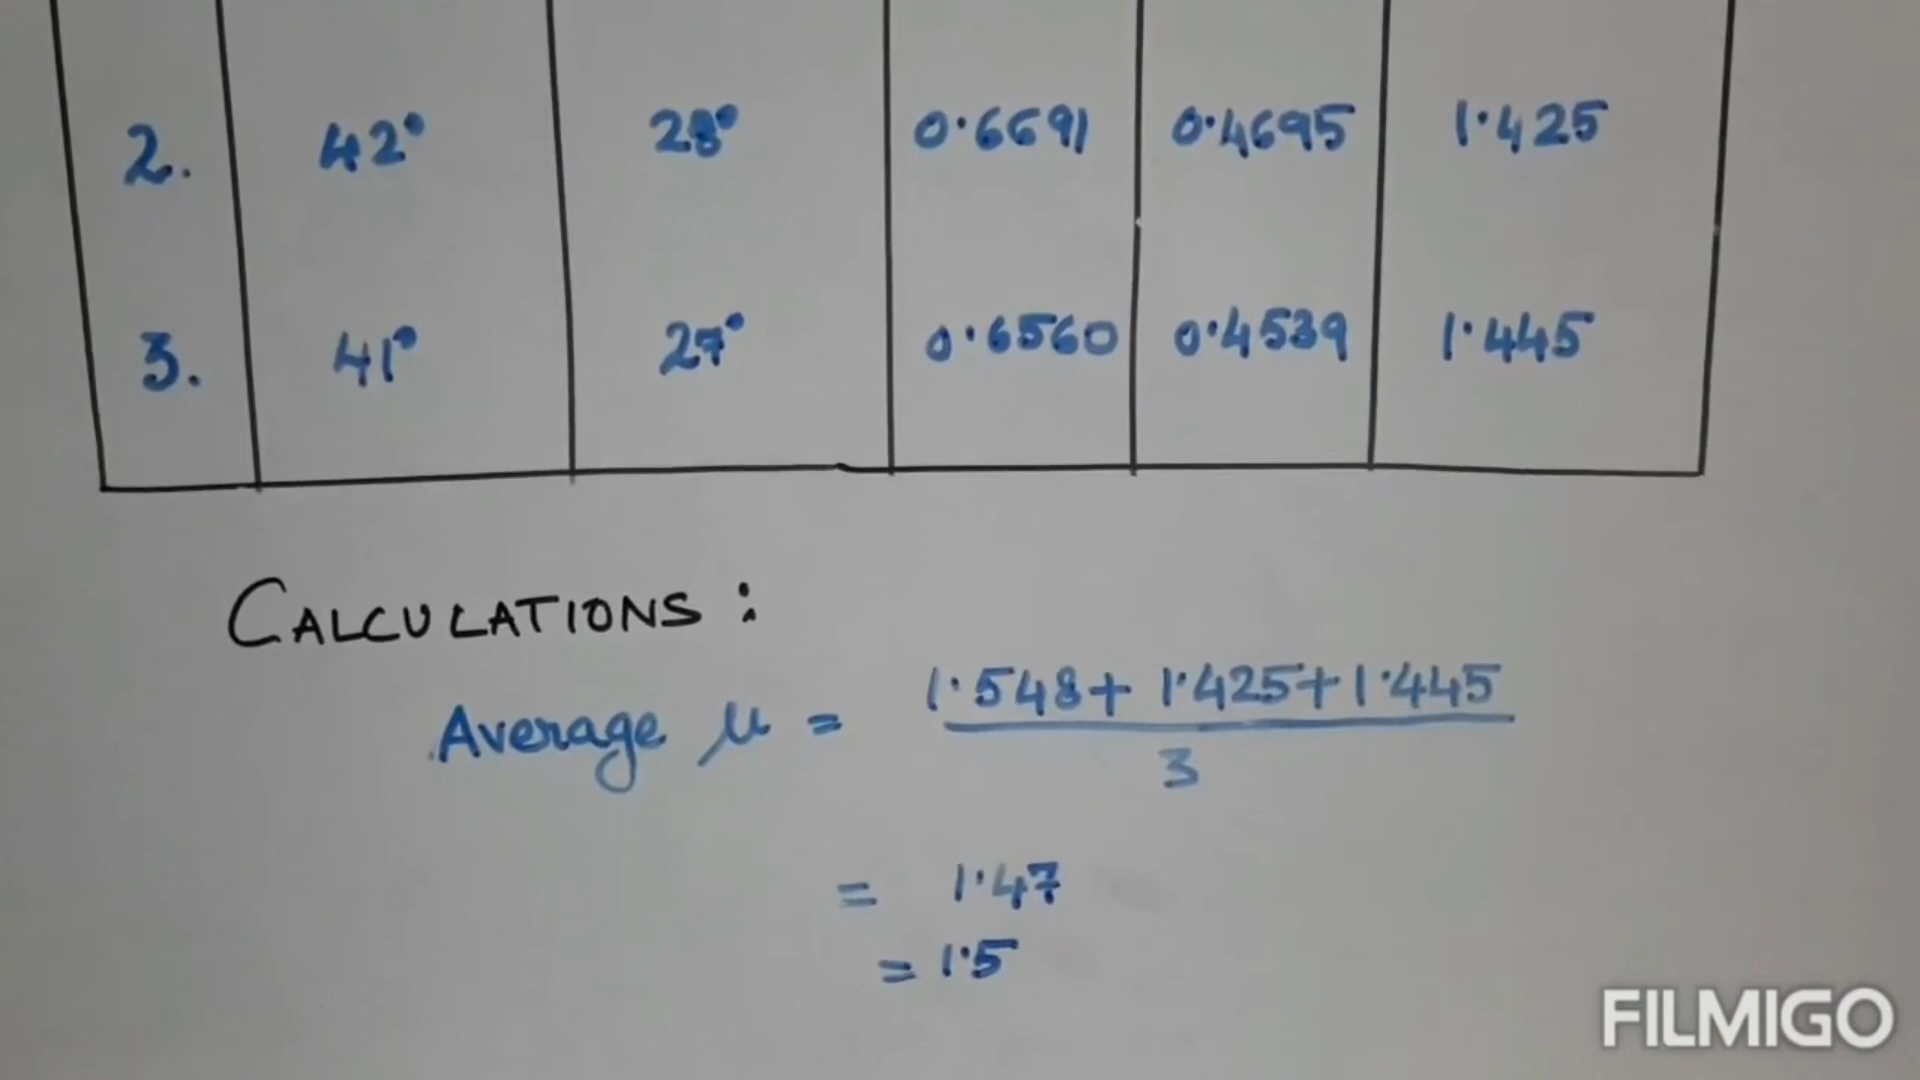 2. 42° 28° 0.6691 0.4695 1.425
3. 41° 27° 0.6560 0.4539 1.445
CALCULATIONS :
Average μ = 1.548 + 1.425 + 1.445
3
= 1.47
= 1.5
FILMIGO